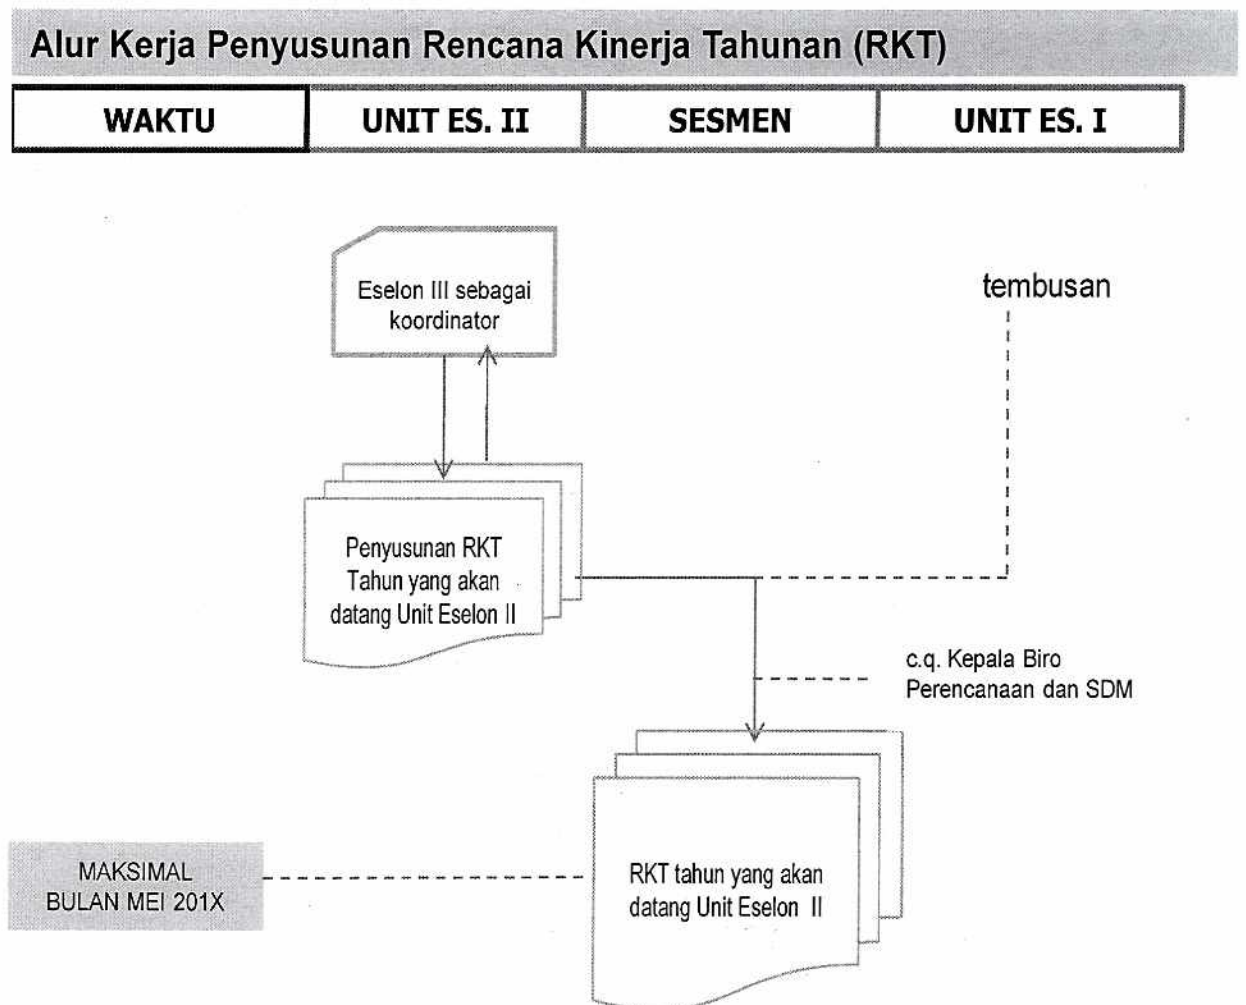 Alur Kerja Penyusunan Rencana Kinerja Tahunan (RKT)
WAKTU
UNIT ES. II
SESMEN
UNIT ES. I
Eselon III sebagai
koordinator
tembusan
Penyusunan RKT
Tahun yang akan
datang Unit Eselon II
c.q. Kepala Biro
Perencanaan dan SDM
MAKSIMAL
BULAN MEI 201X
RKT tahun yang akan
datang Unit Eselon II